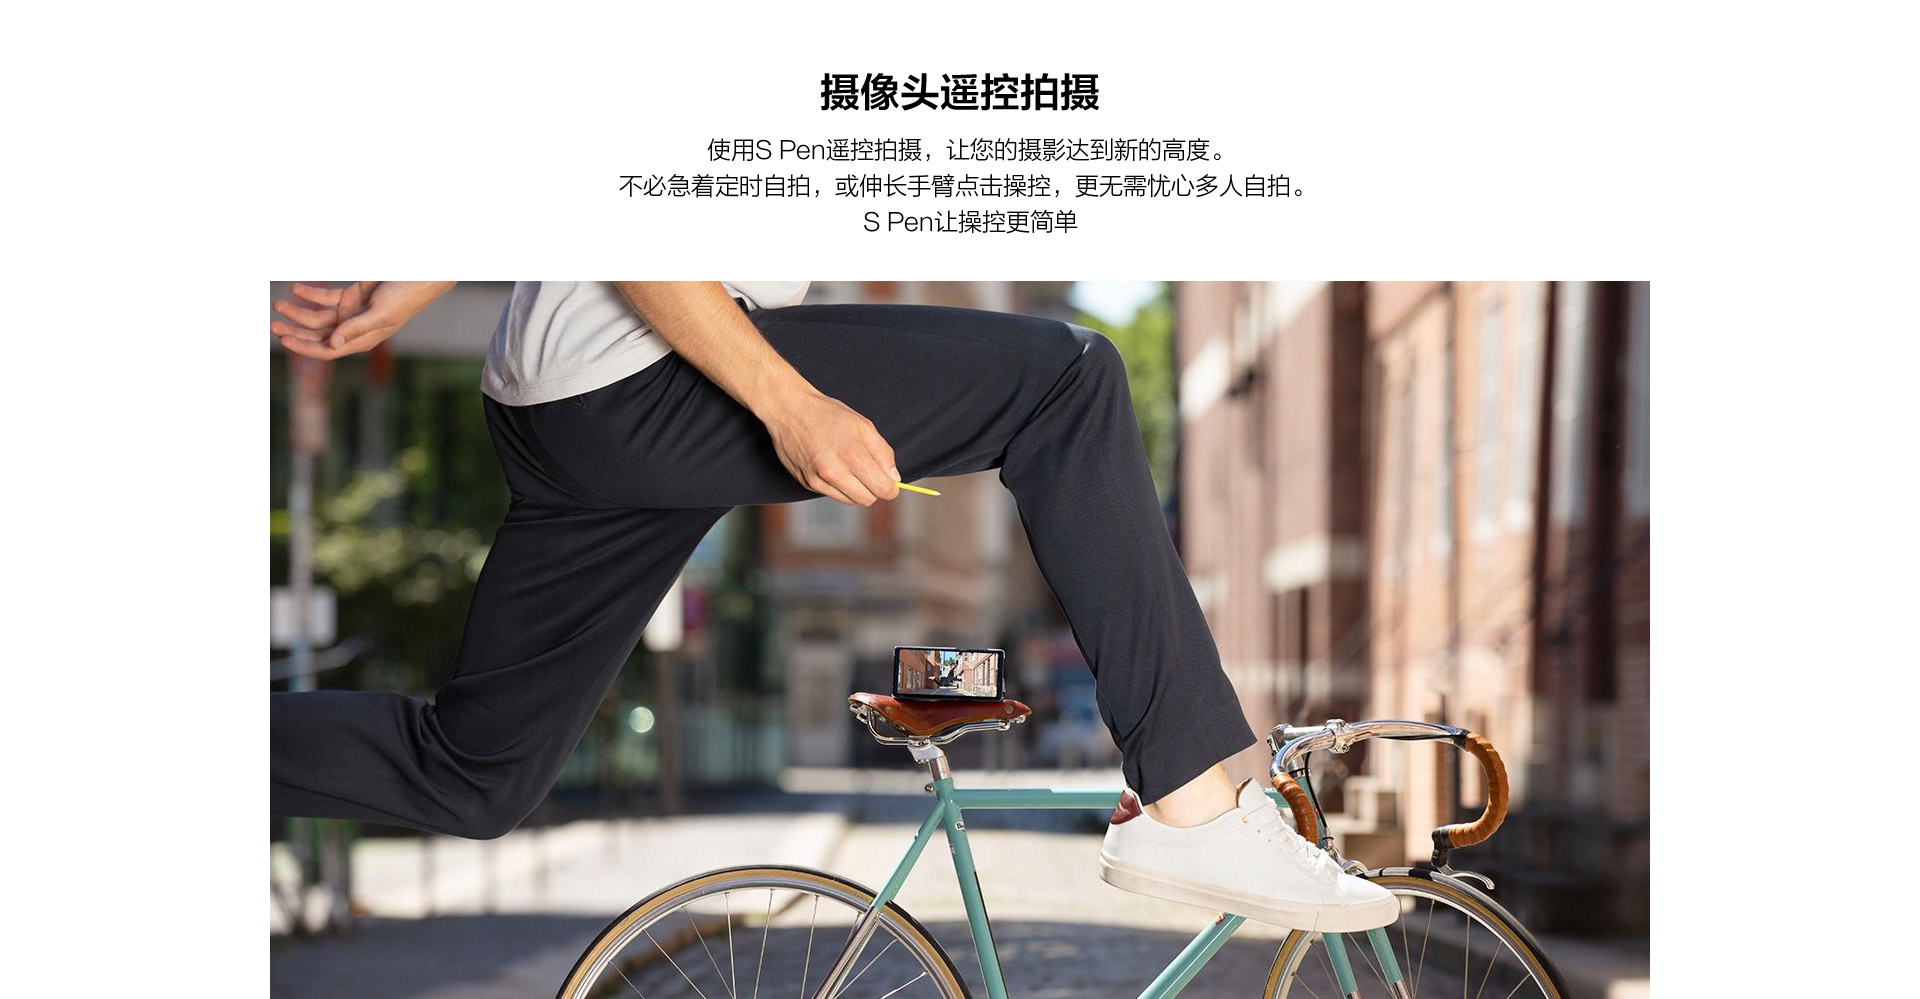 摄像头遥控拍摄
使用S Pen遥控拍摄，让您的摄影达到新的高度。
不必急着定时自拍，或伸长手臂点击操控，更无需忧心多人自拍。
S Pen让操控更简单